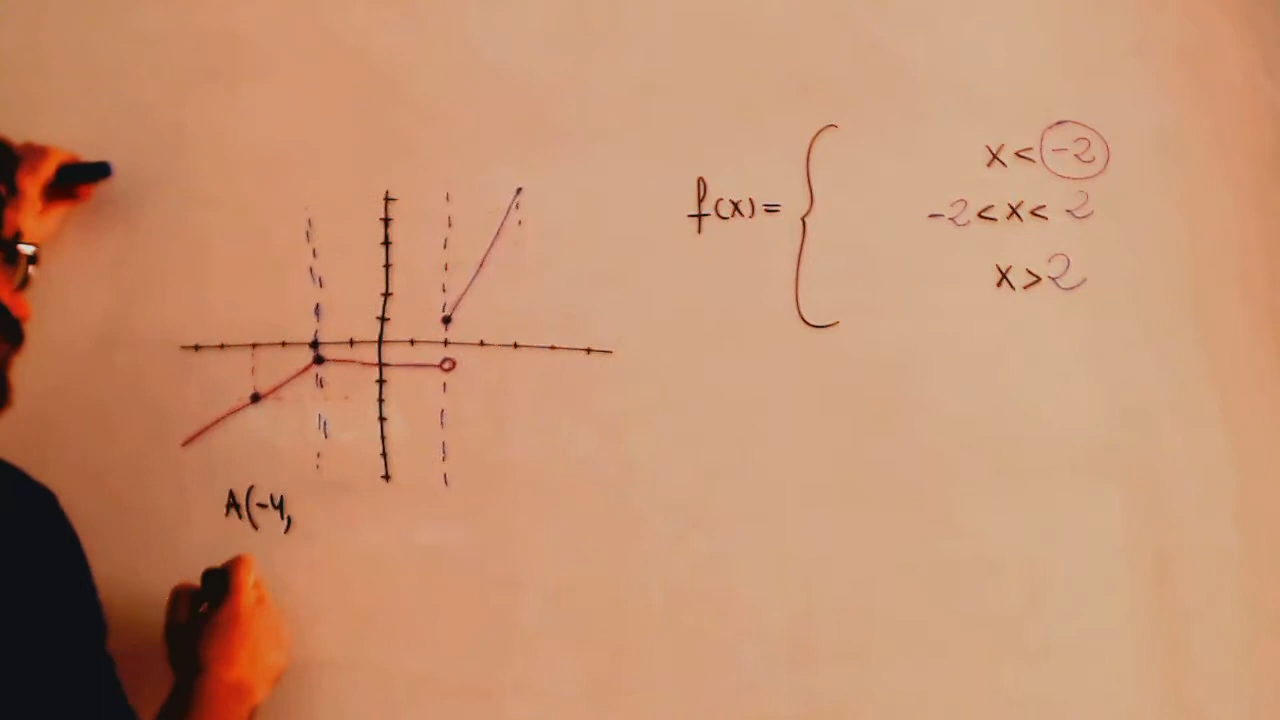 x < -2
f(x) = { -2 < x < 2
x > 2
A(-4,